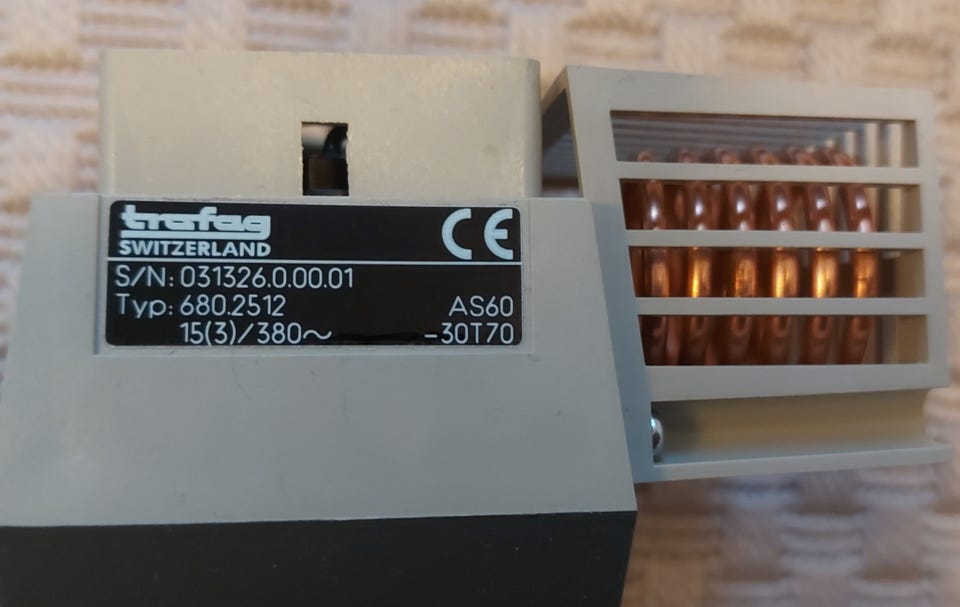 trafag CE
SWITZERLAND
S/N: 031326.0.00.01
Typ: 680.2512 AS60
15(3)/380~ -30T70